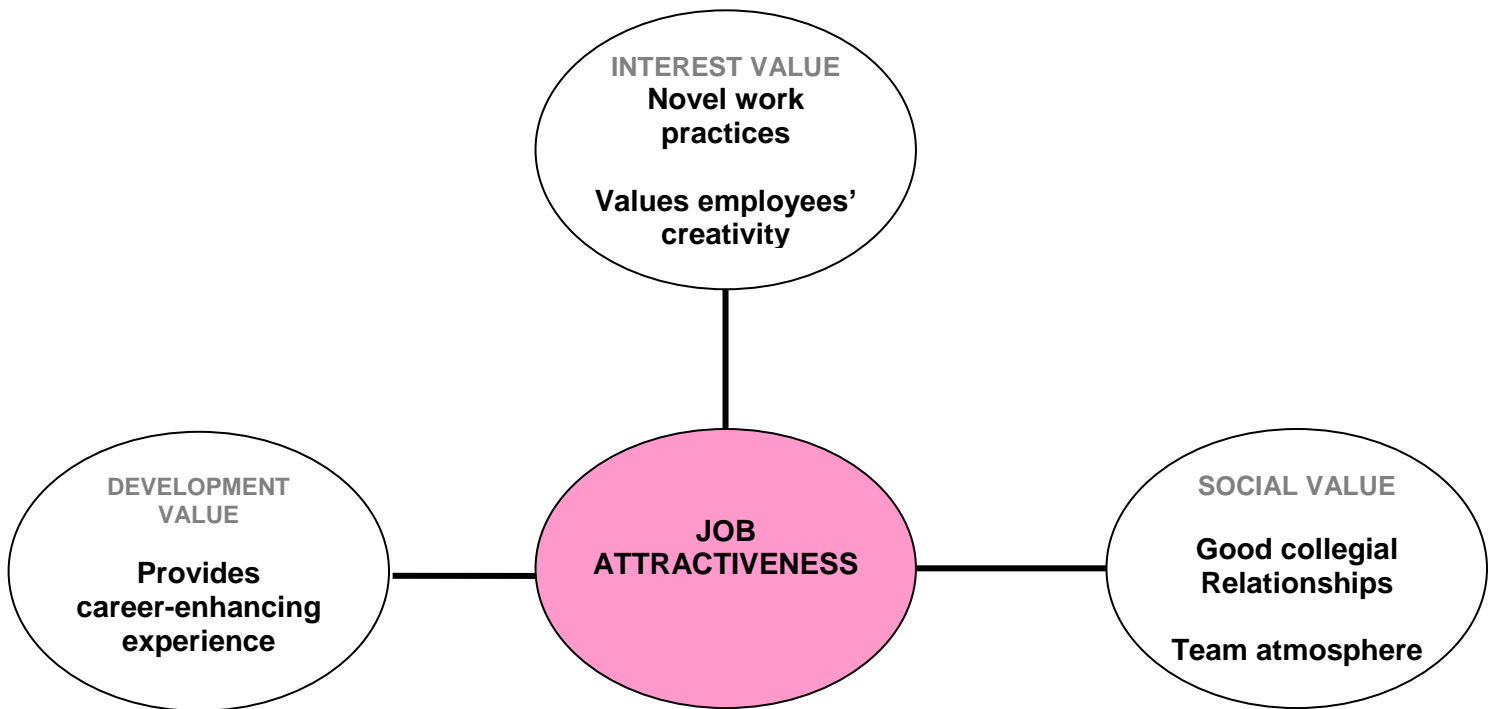 INTEREST VALUE
Novel work
practices
Values employees’
creativity
DEVELOPMENT
VALUE
Provides
career-enhancing
experience
JOB
ATTRACTIVENESS
SOCIAL VALUE
Good collegial
Relationships
Team atmosphere